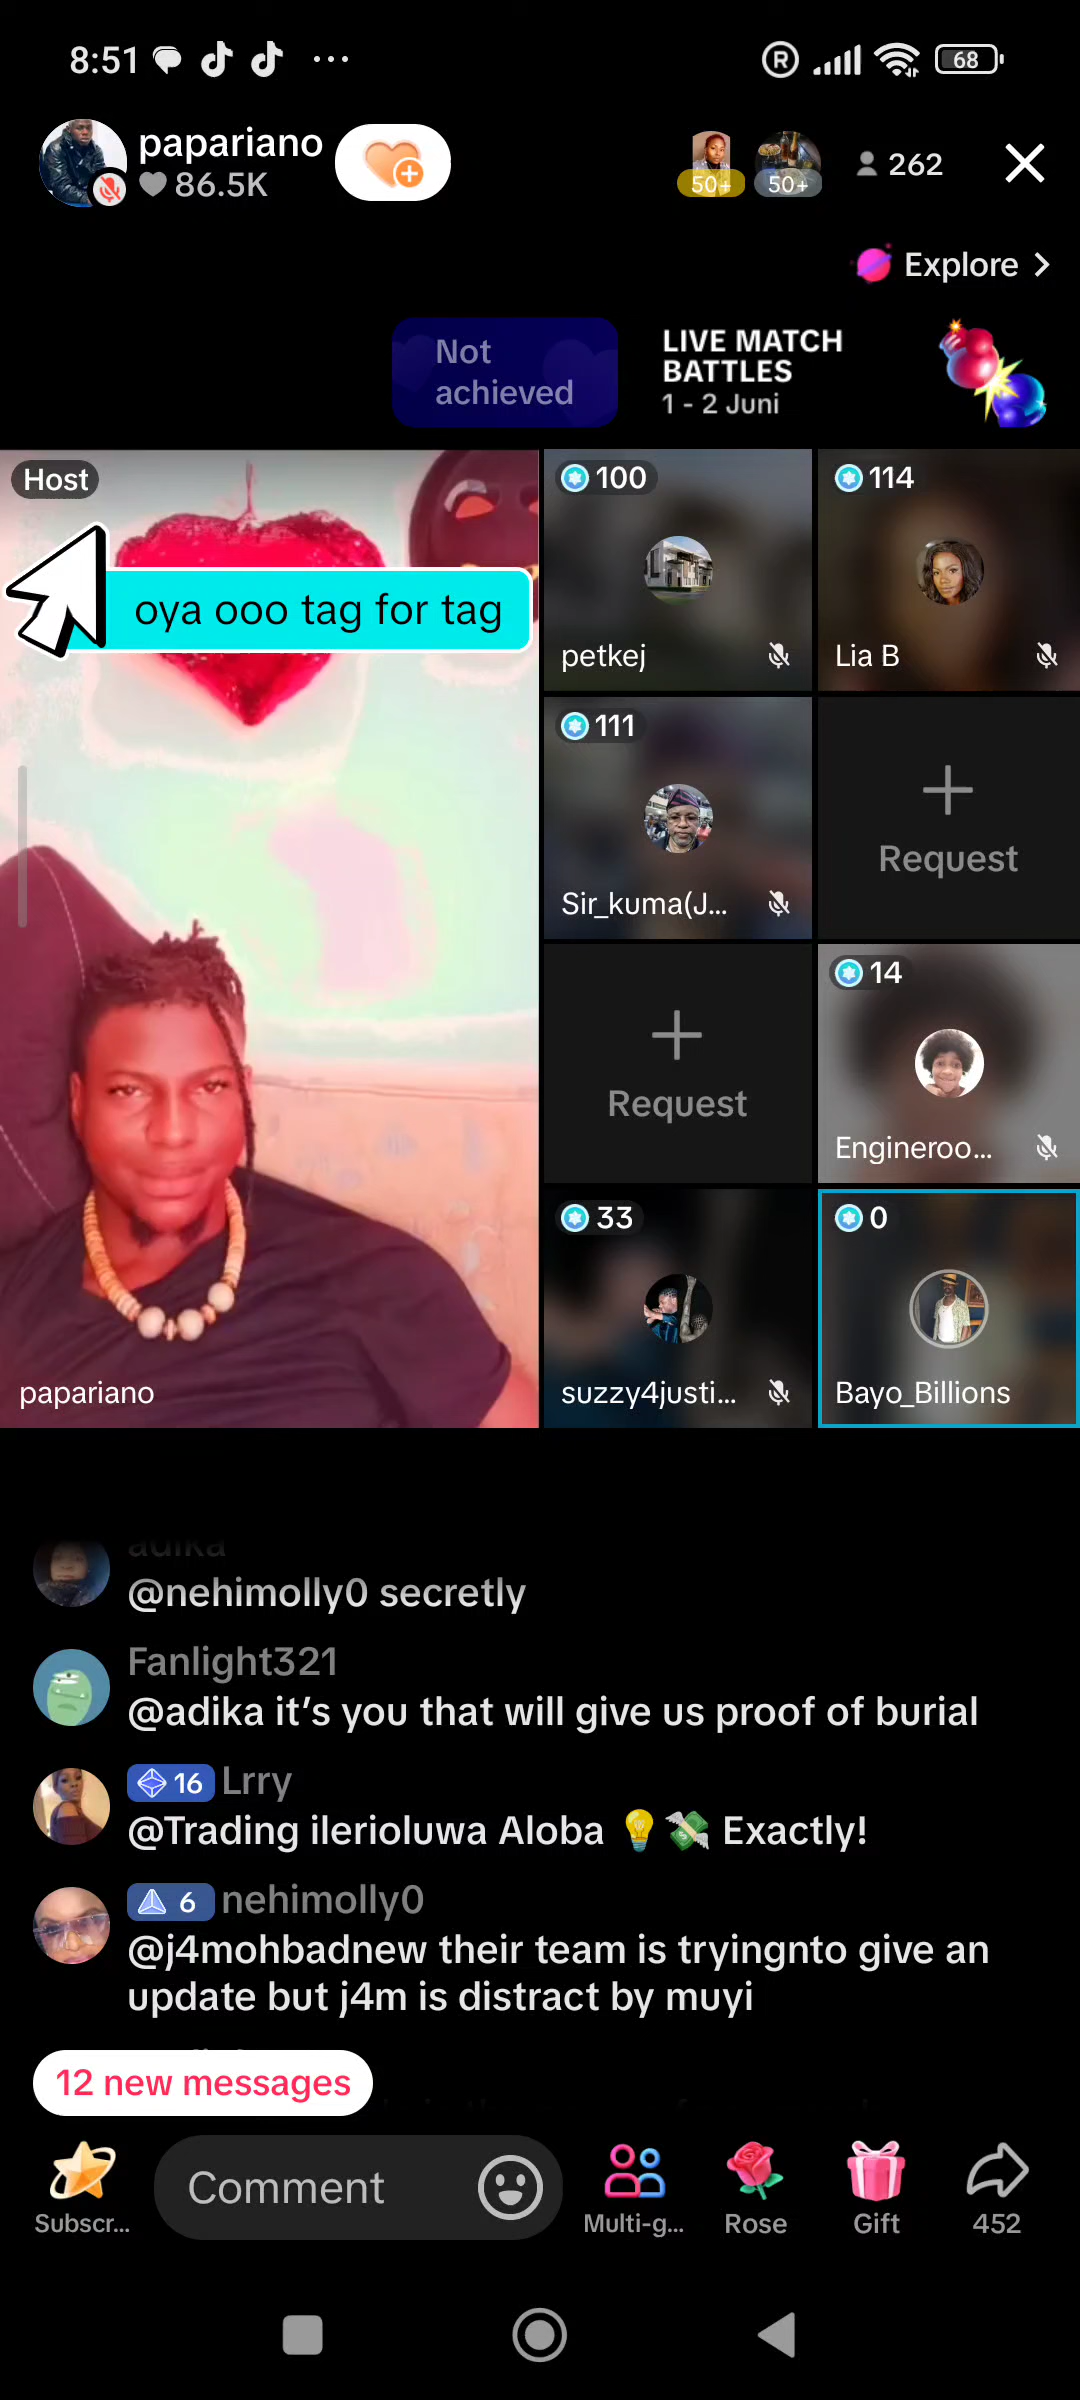 8:51
R
68
papariano
86.5K
50+
50+
262
Explore
Not
achieved
LIVE MATCH
BATTLES
1 - 2 Juni
Host
oya ooo tag for tag
papariano
100
petkej
114
Lia B
111
Sir_kuma(J...
Request
Request
14
Engineroo...
33
suzzy4justi...
0
Bayo_Billions
adika
@nehimolly0 secretly
Fanlight321
@adika it’s you that will give us proof of burial
16 Lrry
@Trading ilerioluwa Aloba 💡💸 Exactly!
6 nehimolly0
@j4mohbadnew their team is tryingnto give an
update but j4m is distract by muyi
12 new messages
Subscr...
Comment
Multi-g...
Rose
Gift
452